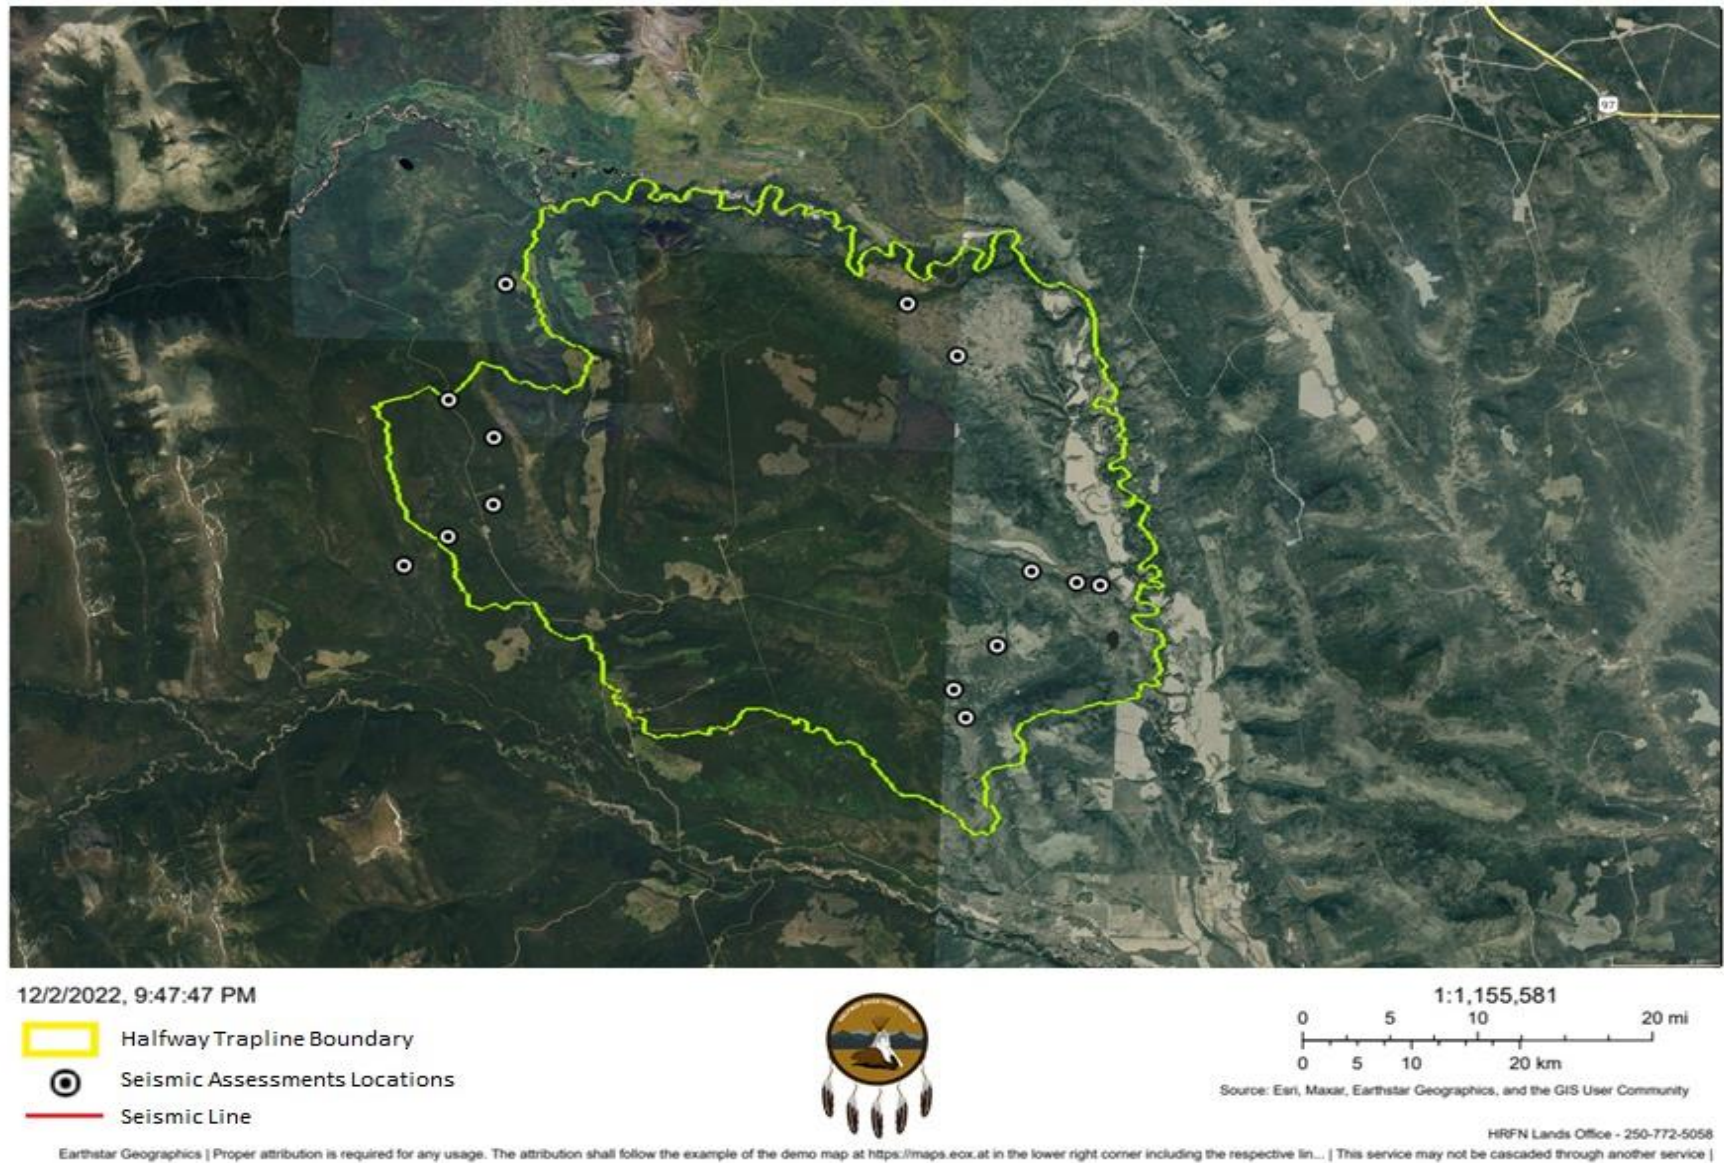 97
12/2/2022, 9:47:47 PM
Halfway Trapline Boundary
Seismic Assessments Locations
Seismic Line
1:1,155,581
0 5 10 20 mi
0 5 10 20 km
Source: Esri, Maxar, Earthstar Geographics, and the GIS User Community
HRFN Lands Office - 250-772-5058
Earthstar Geographics | Proper attribution is required for any usage. The attribution shall follow the example of the demo map at https://maps.eox.at in the lower right corner including the respective lin... | This service may not be cascaded through another service |